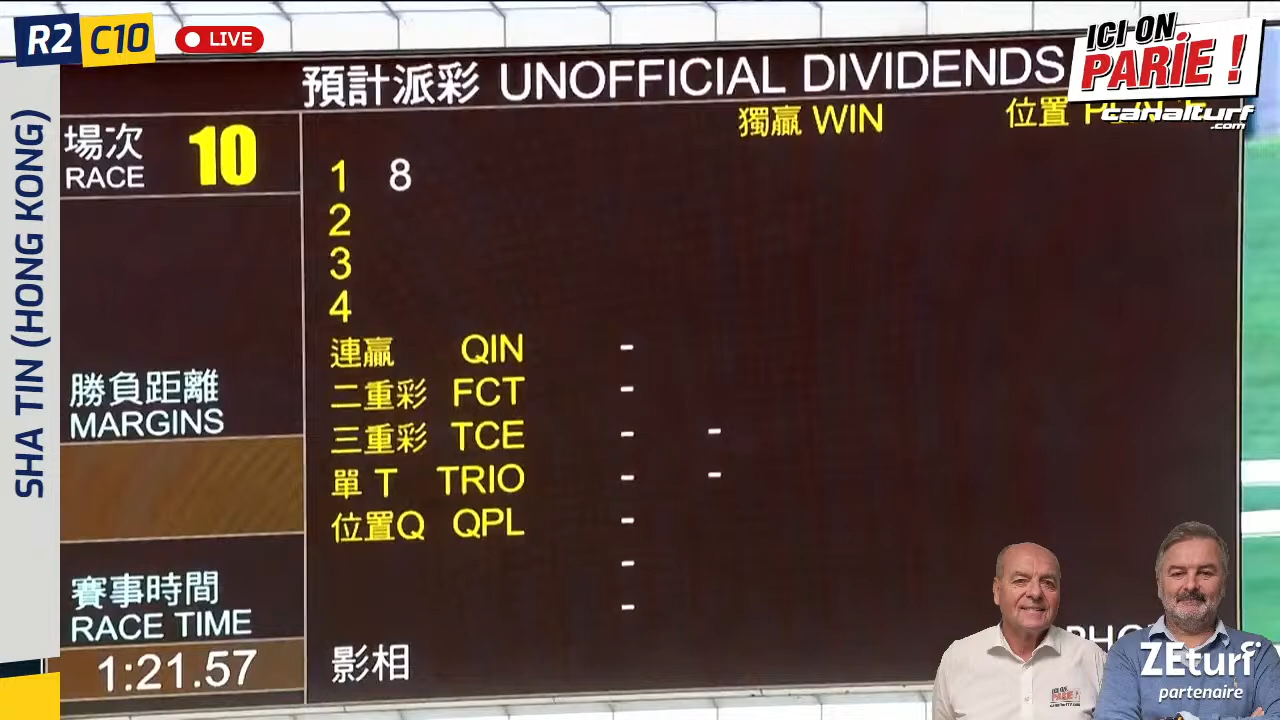 R2 C10
LIVE
ICI ON
PARIE !
canalturf
.com
SHA TIN (HONG KONG)
預計派彩 UNOFFICIAL DIVIDENDS
獨贏 WIN 位置
場次
RACE 10
1 8
2
3
4
連贏 QIN -
二重彩 FCT -
三重彩 TCE - -
單 T TRIO - -
位置Q QPL -
-
-
勝負距離
MARGINS
賽事時間
RACE TIME
1:21.57
影相
ICI ON
PARIE !
ZEturf
partenaire